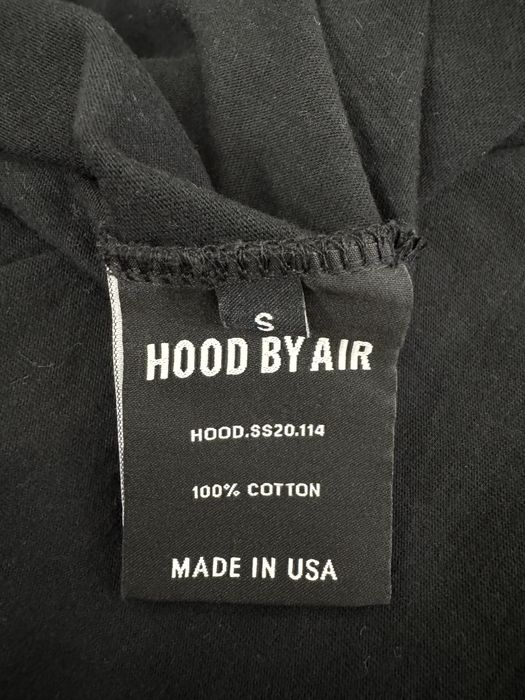 S
HOOD BY AIR
HOOD.SS20.114
100% COTTON
MADE IN USA